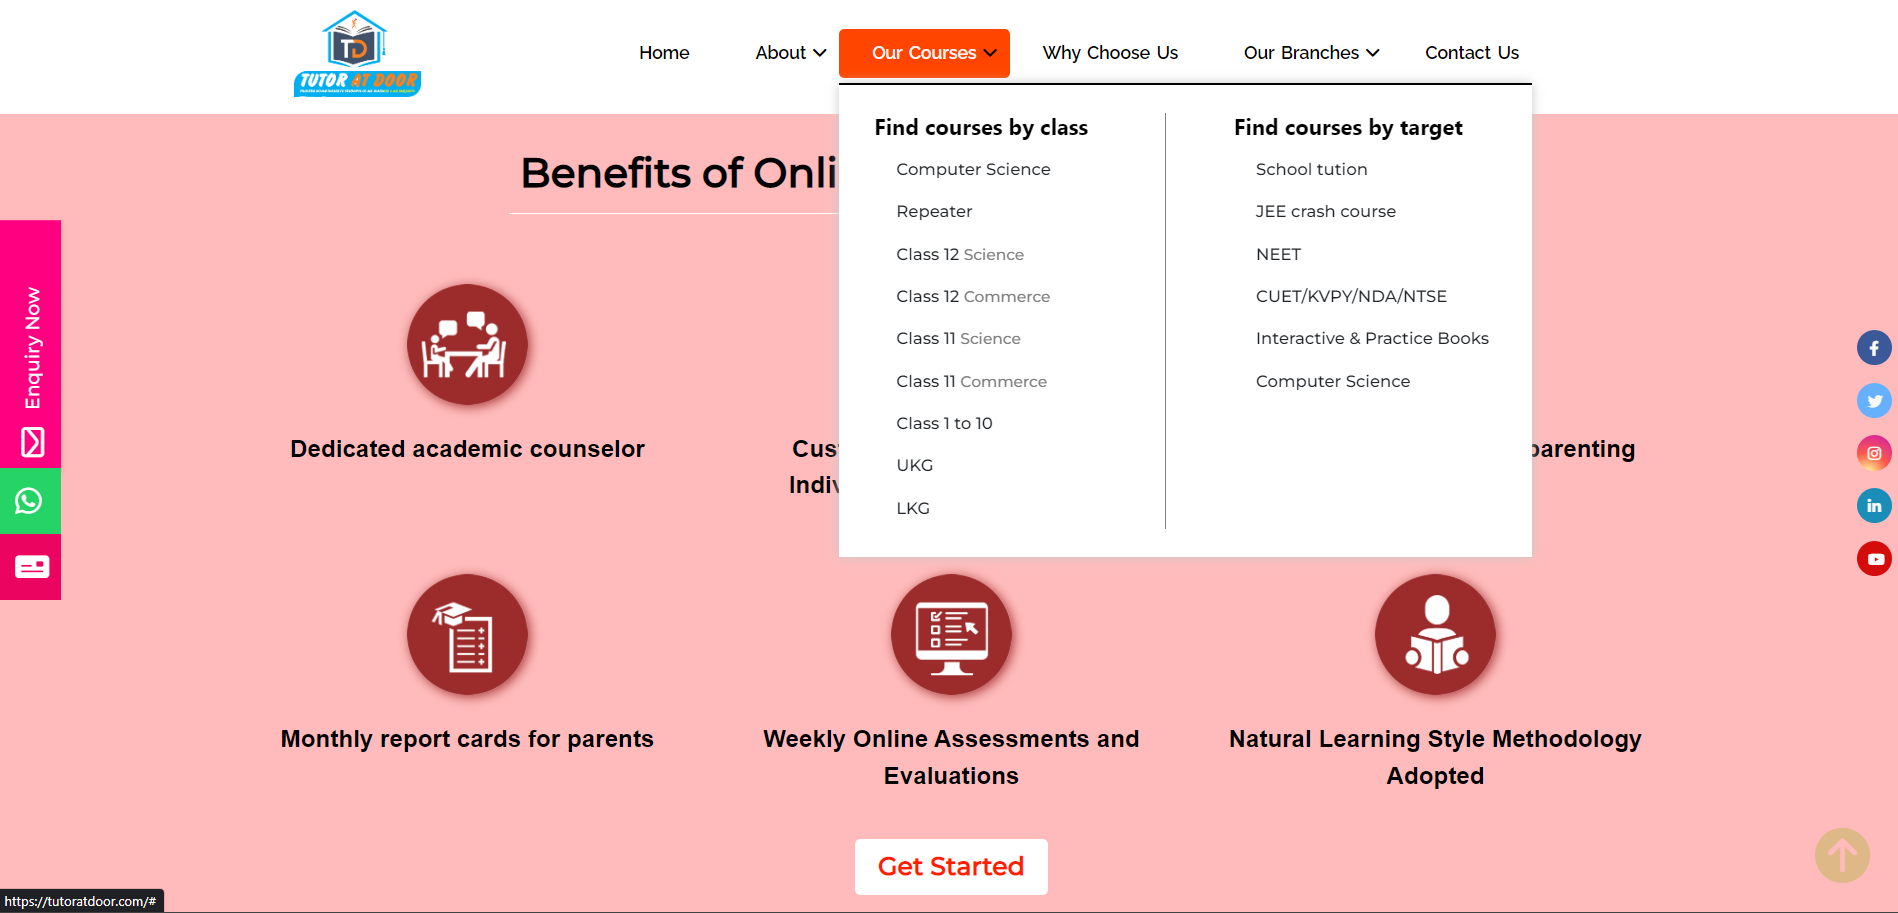 TD
TUTOR AT DOOR
Home
About
Our Courses
Why Choose Us
Our Branches
Contact Us
Find courses by class
Computer Science
Repeater
Class 12 Science
Class 12 Commerce
Class 11 Science
Class 11 Commerce
Class 1 to 10
UKG
LKG
Find courses by target
School tution
JEE crash course
NEET
CUET/KVPY/NDA/NTSE
Interactive & Practice Books
Computer Science
Benefits of Onli
Enquiry Now
Dedicated academic counselor
Cus
Indiv
parenting
Monthly report cards for parents
Weekly Online Assessments and
Evaluations
Natural Learning Style Methodology
Adopted
Get Started
https://tutoratdoor.com/#